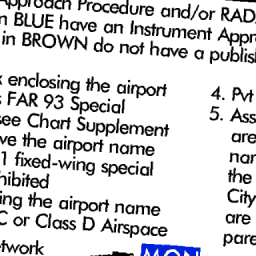 Approach Procedure and/or RAD
n BLUE have an Instrument Appr
in BROWN do not have a publis
enclosing the airport
FAR 93 Special
see Chart Supplement
ve the airport name
1 fixed-wing special
hibited
ing the airport name
C or Class D Airspace
twork
4. Pvt
5. Ass
are
nar
the
City
are
pare
MON